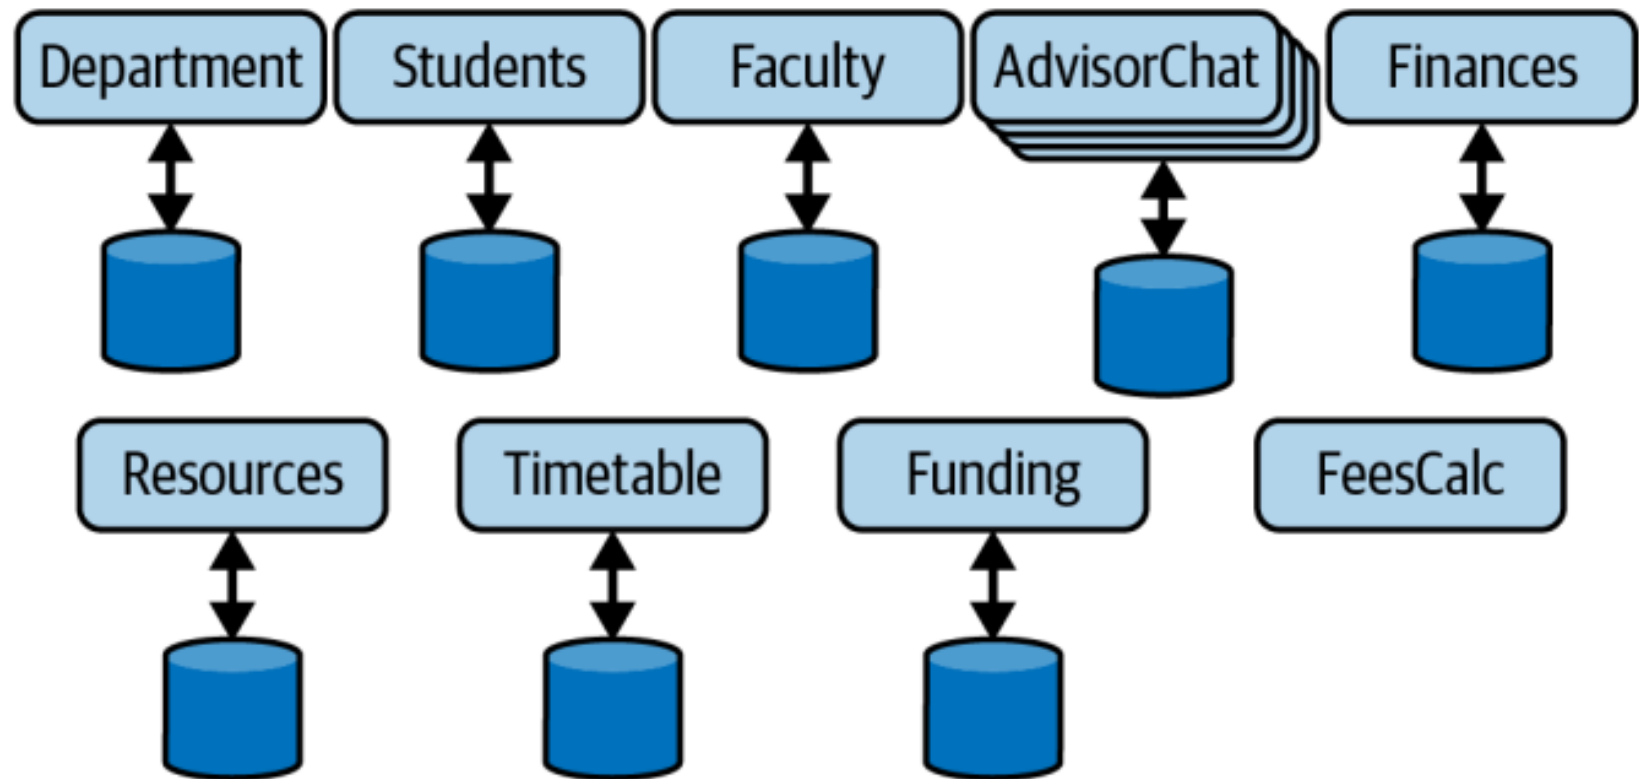 Department
Students
Faculty
AdvisorChat
Finances
Resources
Timetable
Funding
FeesCalc